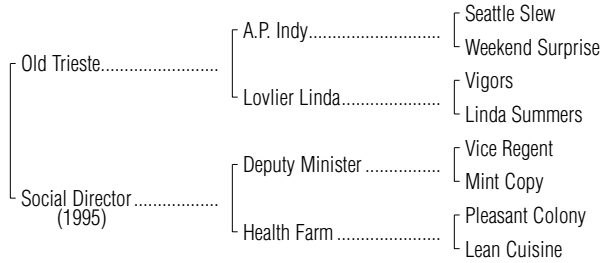 Seattle Slew
A.P. Indy
Weekend Surprise
Old Trieste
Vigors
Lovlier Linda
Linda Summers
Vice Regent
Deputy Minister
Mint Copy
Social Director
(1995)
Pleasant Colony
Health Farm
Lean Cuisine